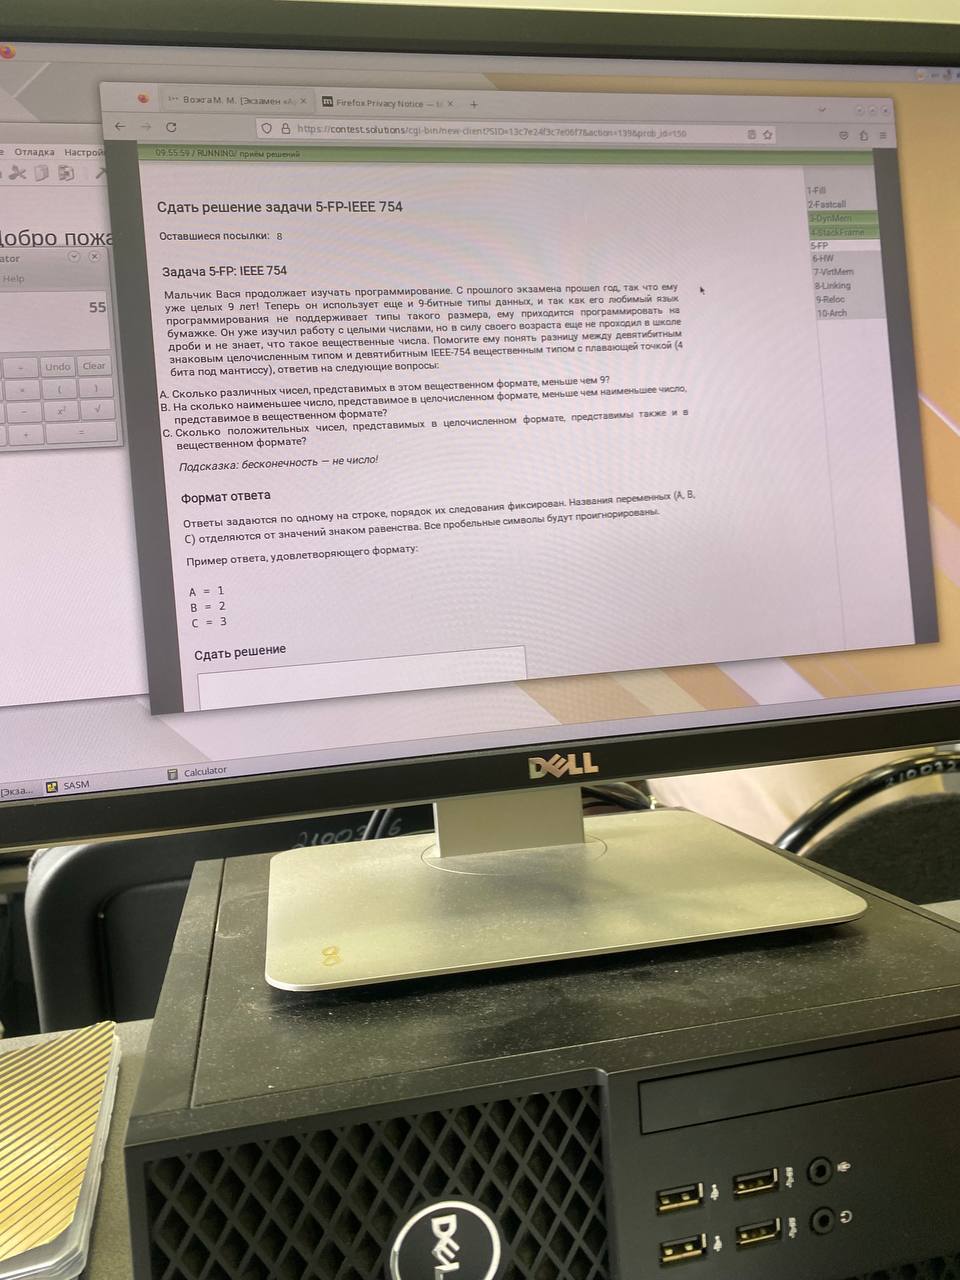 Вожга М. М. [Экзамен «Ар
Firefox Privacy Notice —
https://contest.solutions/cgi-bin/new-client?SID=13c7e24f3c7e06f7&action=139&prob_id=150
Отладка Настрой
09:55:59 / RUNNING/ приём решений
Добро пожа
ator
Help
55
Undo Clear
x²
√
Сдать решение задачи 5-FP-IEEE 754
Оставшиеся посылки: 8
Задача 5-FP: IEEE 754
Мальчик Вася продолжает изучать программирование. С прошлого экзамена прошел год, так что ему
уже целых 9 лет! Теперь он использует еще и 9-битные типы данных, и так как его любимый язык
программирования не поддерживает типы такого размера, ему приходится программировать на
бумажке. Он уже изучил работу с целыми числами, но в силу своего возраста еще не проходил в школе
дроби и не знает, что такое вещественные числа. Помогите ему понять разницу между девятибитным
знаковым целочисленным типом и девятибитным IEEE-754 вещественным типом с плавающей точкой (4
бита под мантиссу), ответив на следующие вопросы:
A. Сколько различных чисел, представимых в этом вещественном формате, меньше чем 9?
B. На сколько наименьшее число, представимое в целочисленном формате, меньше чем наименьшее число,
представимое в вещественном формате?
C. Сколько положительных чисел, представимых в целочисленном формате, представимы также и в
вещественном формате?
Подсказка: бесконечность — не число!
Формат ответа
Ответы задаются по одному на строке, порядок их следования фиксирован. Названия переменных (A, B,
C) отделяются от значений знаком равенства. Все пробельные символы будут проигнорированы.
Пример ответа, удовлетворяющего формату:
A = 1
B = 2
C = 3
Сдать решение
1-Fill
2-Fastcall
3-DynMem
4-StackFrame
5-FP
6-HW
7-VirtMem
8-Linking
9-Reloc
10-Arch
[Экза...
SASM
Calculator
DELL
210037
8
DELL